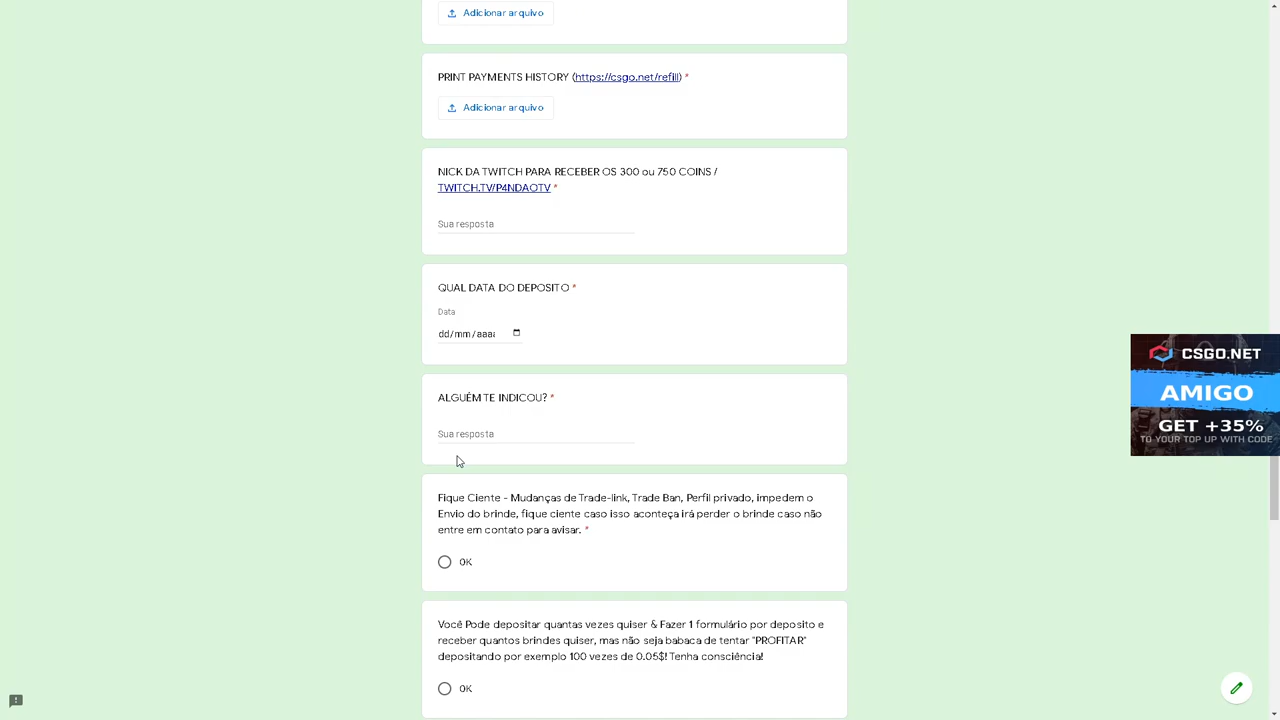 Adicionar arquivo
PRINT PAYMENTS HISTORY (https://csgo.net/refill) *
Adicionar arquivo
NICK DA TWITCH PARA RECEBER OS 300 ou 750 COINS /
TWITCH.TV/P4NDAOTV *
Sua resposta
QUAL DATA DO DEPOSITO *
Data
dd/mm/aaaa
ALGUÉM TE INDICOU? *
Sua resposta
Fique Ciente - Mudanças de Trade-link, Trade Ban, Perfil privado, impedem o
Envio do brinde, fique ciente caso isso aconteça irá perder o brinde caso não
entre em contato para avisar. *
OK
Você Pode depositar quantas vezes quiser & Fazer 1 formulário por deposito e
receber quantos brindes quiser, mas não seja babaca de tentar "PROFITAR"
depositando por exemplo 100 vezes de 0.05$! Tenha consciência!
OK
CSGO.NET
AMIGO
GET +35%
TO YOUR TOP UP WITH CODE